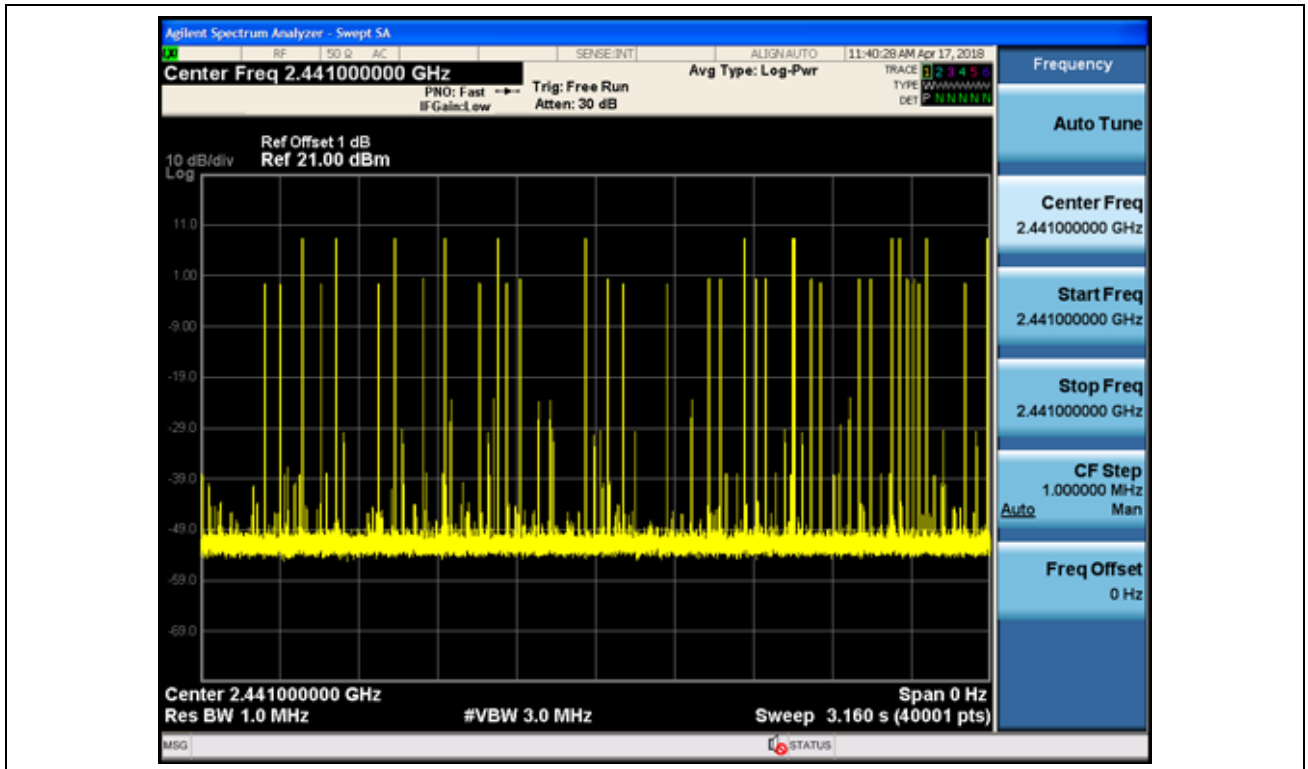 Agilent Spectrum Analyzer - Swept SA
RF 50 Ω AC SENSE:INT ALIGN AUTO 11:40:28 AM Apr 17, 2018
Center Freq 2.441000000 GHz
PNO: Fast
IFGain:Low
Trig: Free Run
Atten: 30 dB
Avg Type: Log-Pwr
TRACE 1 2 3 4 5 6
TYPE
DET P N N N N N
Frequency
Ref Offset 1 dB
10 dB/div Ref 21.00 dBm
Log
11.0
1.00
-9.00
-19.0
-29.0
-39.0
-49.0
-59.0
-69.0
Center 2.441000000 GHz Span 0 Hz
Res BW 1.0 MHz #VBW 3.0 MHz Sweep 3.160 s (40001 pts)
MSG STATUS
Auto Tune
Center Freq
2.441000000 GHz
Start Freq
2.441000000 GHz
Stop Freq
2.441000000 GHz
CF Step
1.000000 MHz
Auto Man
Freq Offset
0 Hz